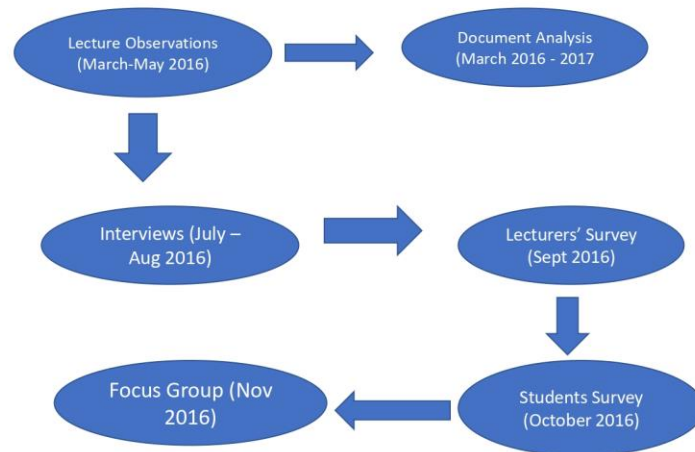 Lecture Observations
(March-May 2016)
Document Analysis
(March 2016 - 2017
Interviews (July –
Aug 2016)
Lecturers’ Survey
(Sept 2016)
Focus Group (Nov
2016)
Students Survey
(October 2016)